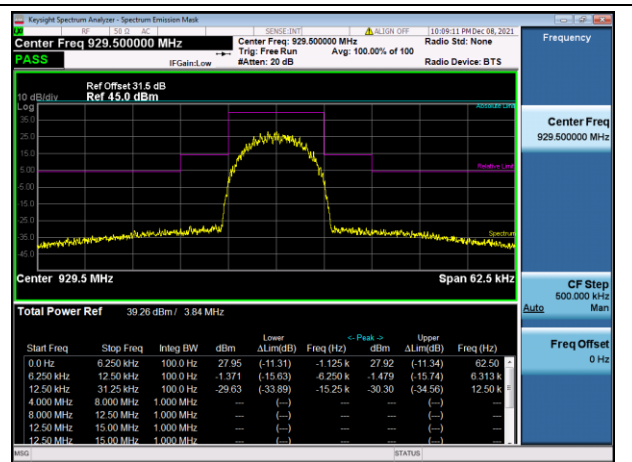 Keysight Spectrum Analyzer - Spectrum Emission Mask
RF 50 Ω AC SENSE:INT ALIGN OFF 10:09:11 PM Dec 08, 2021
Center Freq 929.500000 MHz
Center Freq: 929.500000 MHz
Radio Std: None
Trig: Free Run Avg: 100.00% of 100
PASS IFGain:Low #Atten: 20 dB Radio Device: BTS
Ref Offset 31.5 dB
10 dB/div Ref 45.0 dBm
Log
Absolute Limit
35.0
25.0
15.0
5.00
Relative Limit
-5.00
-15.0
-25.0
-35.0
Spectrum
-45.0
Center 929.5 MHz Span 62.5 kHz
Total Power Ref 39.26 dBm / 3.84 MHz
Lower <- Peak -> Upper
Start Freq Stop Freq Integ BW dBm ΔLim(dB) Freq (Hz) dBm ΔLim(dB) Freq (Hz)
0.0 Hz 6.250 kHz 100.0 Hz 27.95 (-11.31) -1.125 k 27.92 (-11.34) 62.50
6.250 kHz 12.50 kHz 100.0 Hz -1.371 (-15.63) -6.250 k -1.479 (-15.74) 6.313 k
12.50 kHz 31.25 kHz 100.0 Hz -29.63 (-33.89) -15.25 k -30.30 (-34.56) 12.50 k
4.000 MHz 8.000 MHz 1.000 MHz --- (---) --- (---)
8.000 MHz 12.50 MHz 1.000 MHz --- (---) --- (---)
12.50 MHz 15.00 MHz 1.000 MHz --- (---) --- (---)
12.50 MHz 15.00 MHz 1.000 MHz --- (---) --- (---)
MSG STATUS
Frequency
Center Freq
929.500000 MHz
CF Step
500.000 kHz
Auto Man
Freq Offset
0 Hz